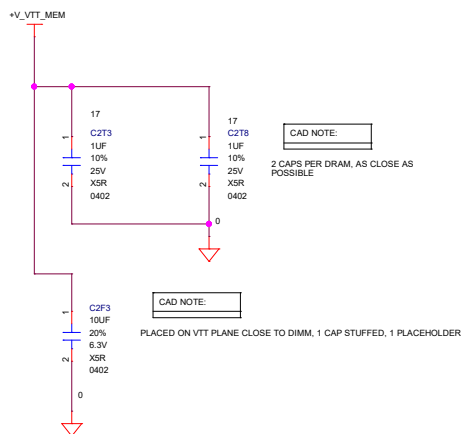 +V_VTT_MEM
17
C2T3
1UF
10%
25V
X5R
0402
1
2
17
C2T8
1UF
10%
25V
X5R
0402
1
2
0
CAD NOTE:
2 CAPS PER DRAM, AS CLOSE AS
POSSIBLE
C2F3
10UF
20%
6.3V
X5R
0402
1
2
0
CAD NOTE:
PLACED ON VTT PLANE CLOSE TO DIMM, 1 CAP STUFFED, 1 PLACEHOLDER